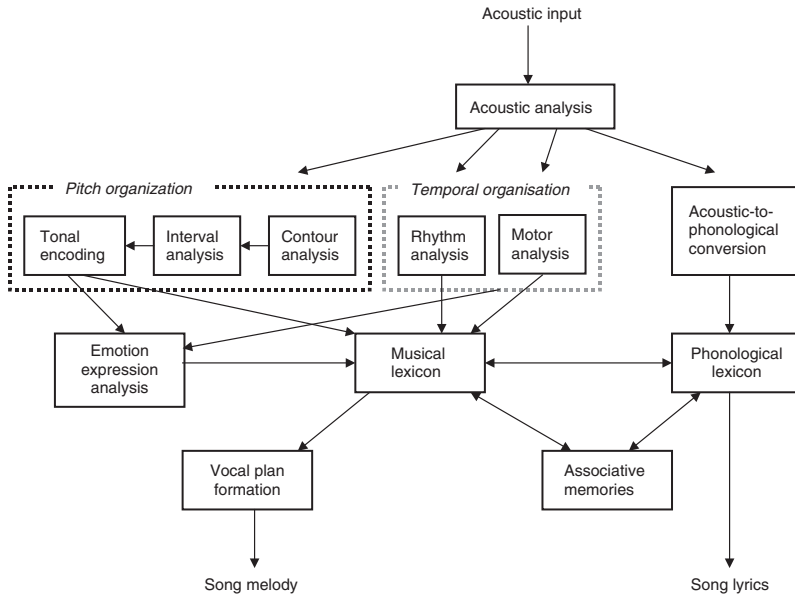 Acoustic input
Acoustic analysis
Pitch organization
Temporal organisation
Tonal
encoding
Interval
analysis
Contour
analysis
Rhythm
analysis
Motor
analysis
Acoustic-to-
phonological
conversion
Emotion
expression
analysis
Musical
lexicon
Phonological
lexicon
Vocal plan
formation
Associative
memories
Song melody
Song lyrics